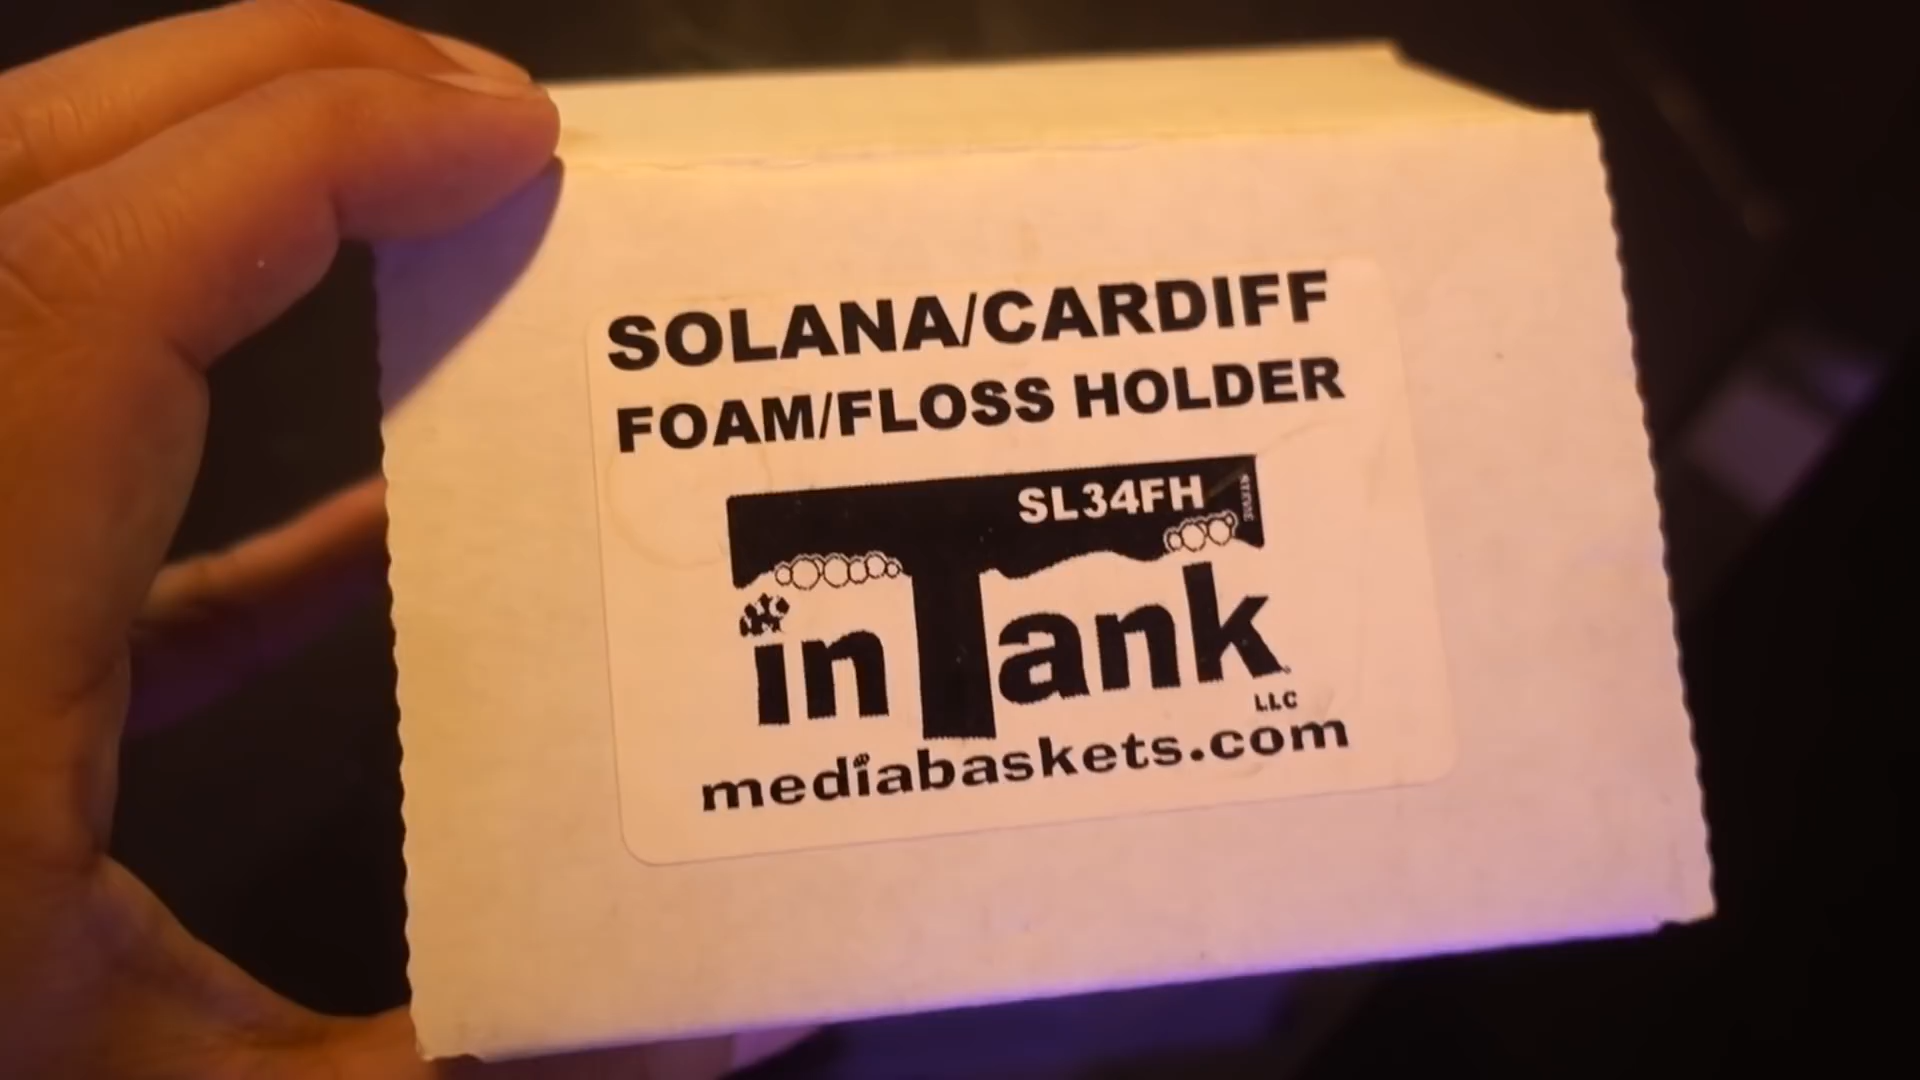 SOLANA/CARDIFF
FOAM/FLOSS HOLDER
SL34FH
inTank
LLC
mediabaskets.com